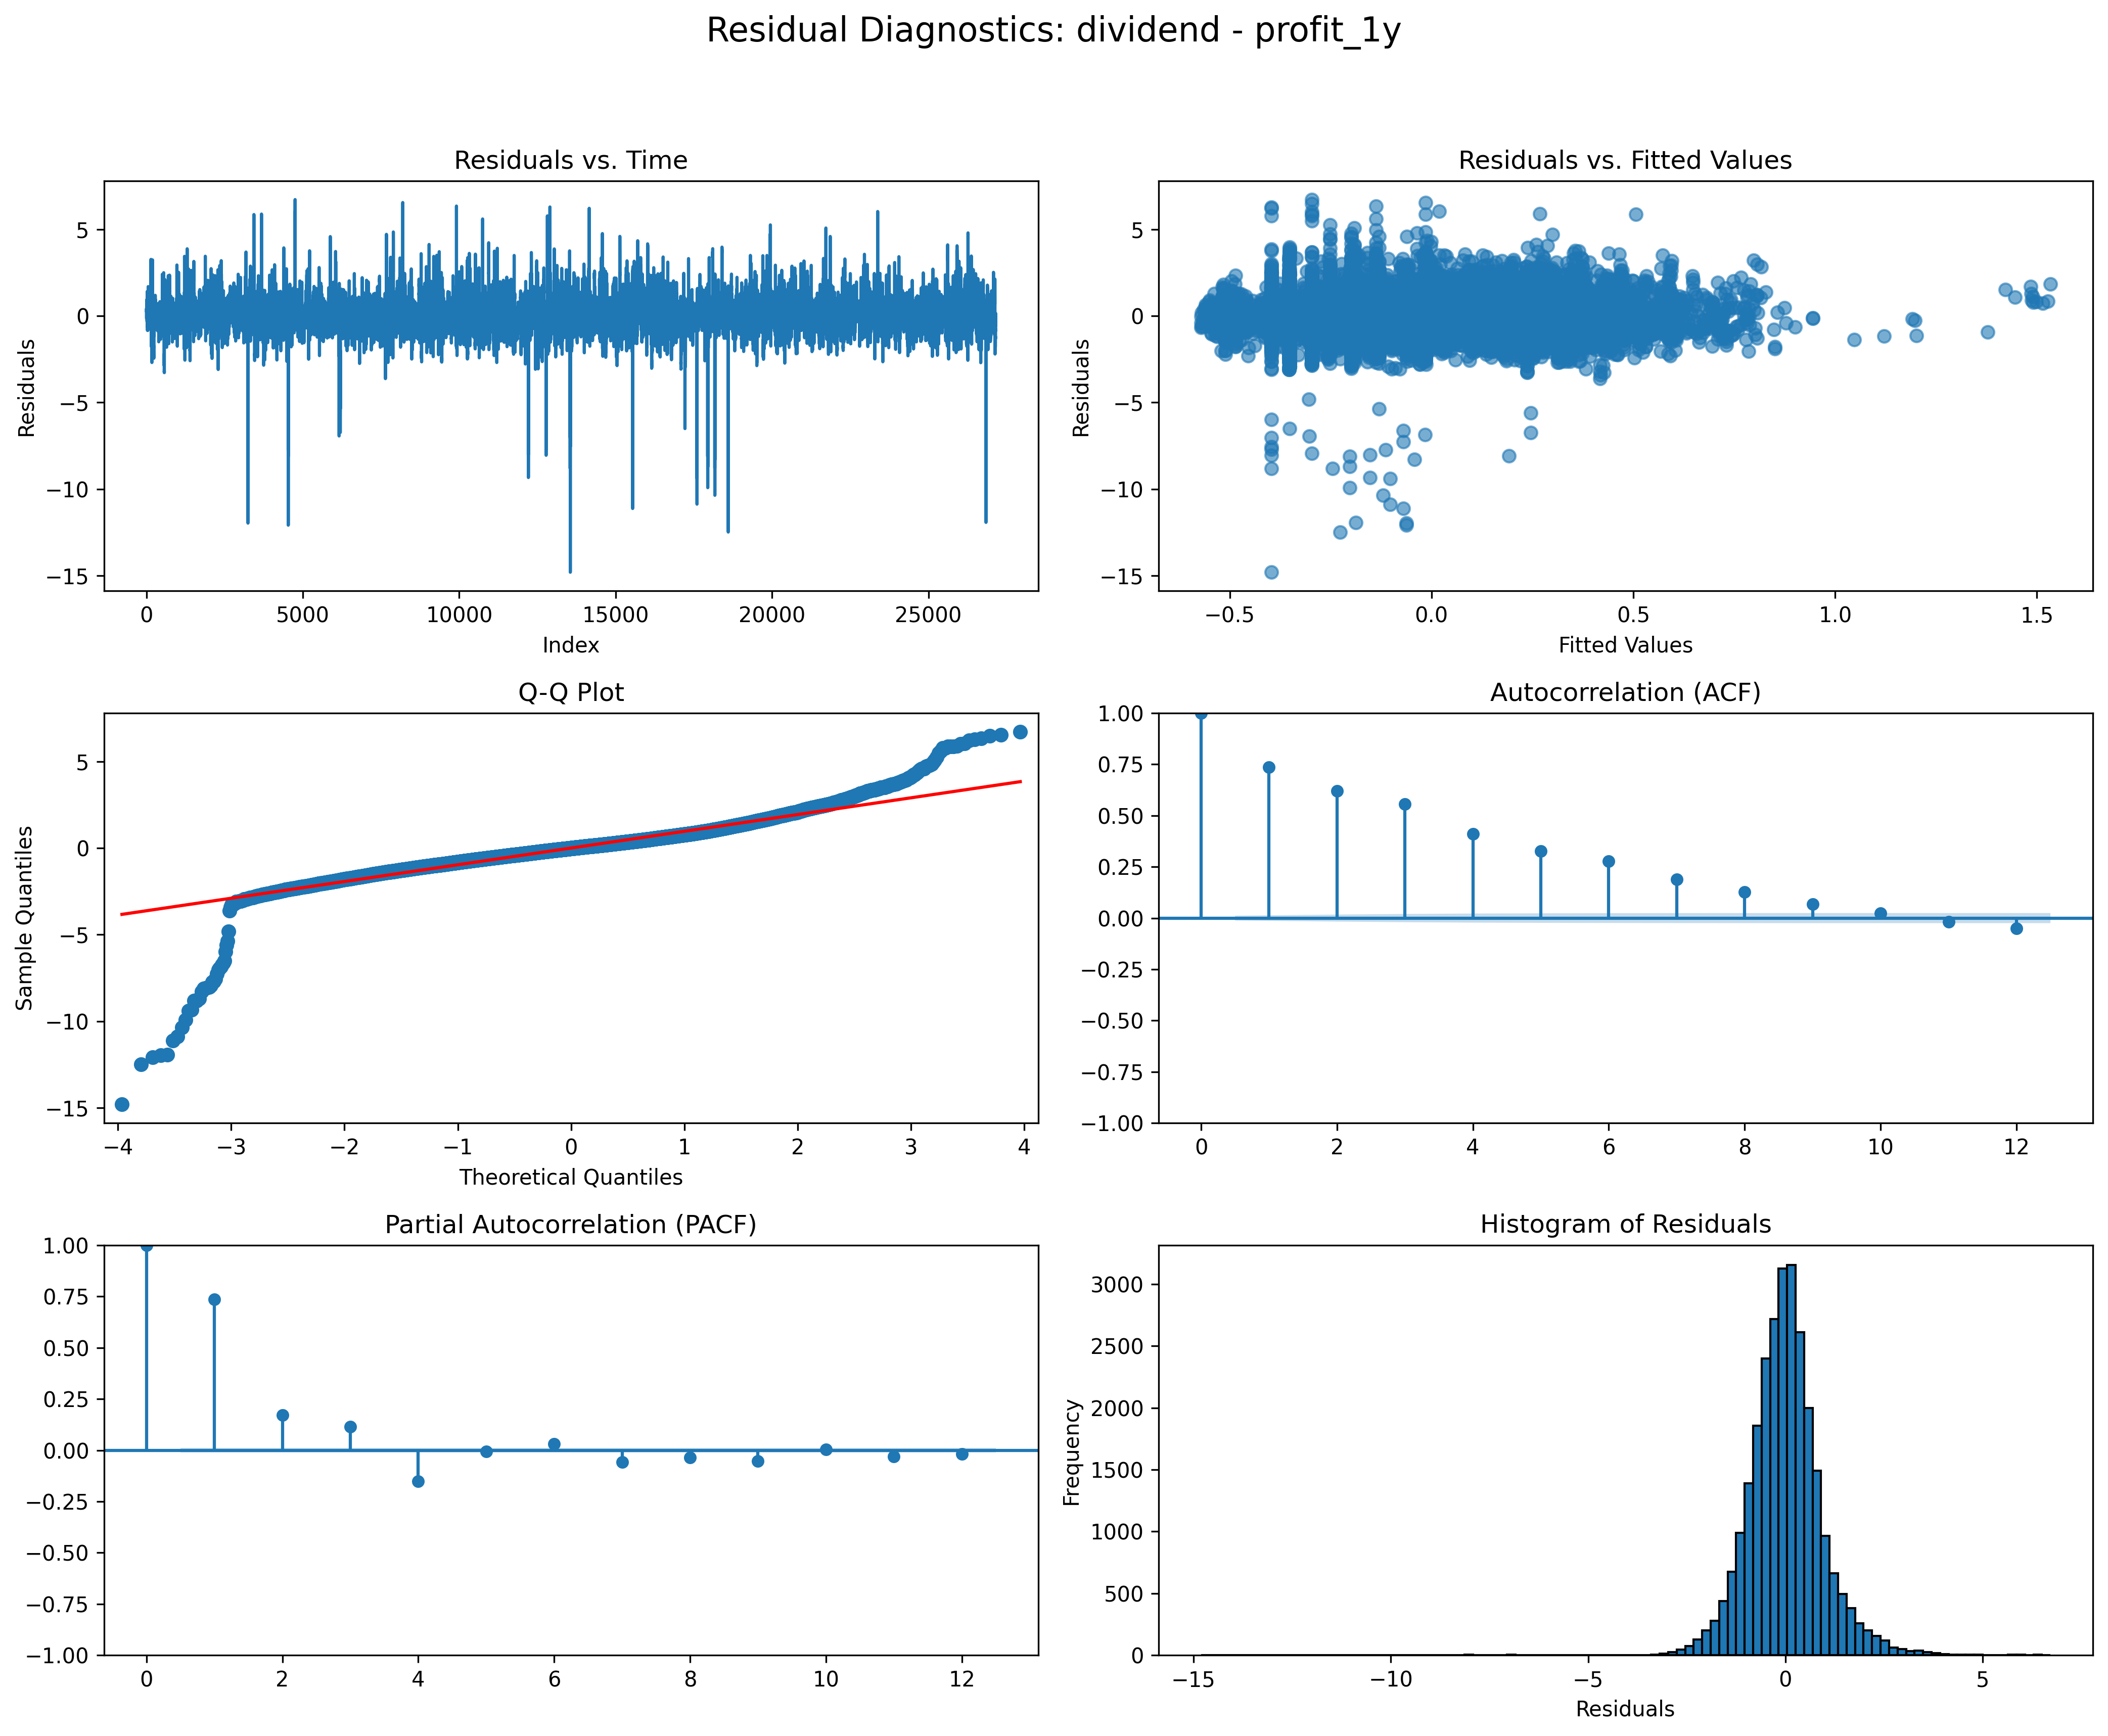 Residual Diagnostics: dividend - profit_1y
Residuals vs. Time
5
0
−5
−10
−15
Residuals
0 5000 10000 15000 20000 25000
Index
Residuals vs. Fitted Values
5
0
−5
−10
−15
Residuals
−0.5 0.0 0.5 1.0 1.5
Fitted Values
Q-Q Plot
5
0
−5
−10
−15
Sample Quantiles
−4 −3 −2 −1 0 1 2 3 4
Theoretical Quantiles
Autocorrelation (ACF)
1.00
0.75
0.50
0.25
0.00
−0.25
−0.50
−0.75
−1.00
0 2 4 6 8 10 12
Partial Autocorrelation (PACF)
1.00
0.75
0.50
0.25
0.00
−0.25
−0.50
−0.75
−1.00
0 2 4 6 8 10 12
Histogram of Residuals
3000
2500
2000
1500
1000
500
0
Frequency
−15 −10 −5 0 5
Residuals